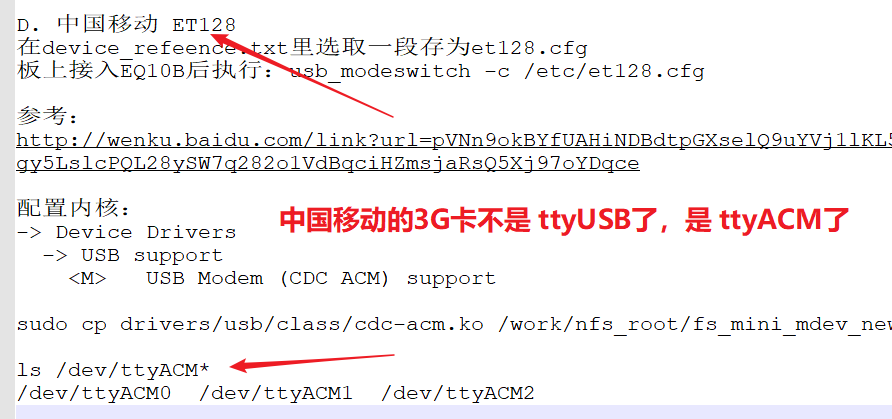 D. 中国移动 ET128
在device_refeence.txt里选取一段存为et128.cfg
板上接入EQ10B后执行: usb_modeswitch -c /etc/et128.cfg
参考:
http://wenku.baidu.com/link?url=pVNn9okBYfUAHiNDBdtpGXselQ9uYVj1lKL5
gy5LslcPQL28ySW7q282o1VdBqciHZmsjaRsQ5Xj97oYDqce
配置内核:
中国移动的3G卡不是 ttyUSB了，是 ttyACM了
-> Device Drivers
-> USB support
<M> USB Modem (CDC ACM) support
sudo cp drivers/usb/class/cdc-acm.ko /work/nfs_root/fs_mini_mdev_new
ls /dev/ttyACM*
/dev/ttyACM0 /dev/ttyACM1 /dev/ttyACM2